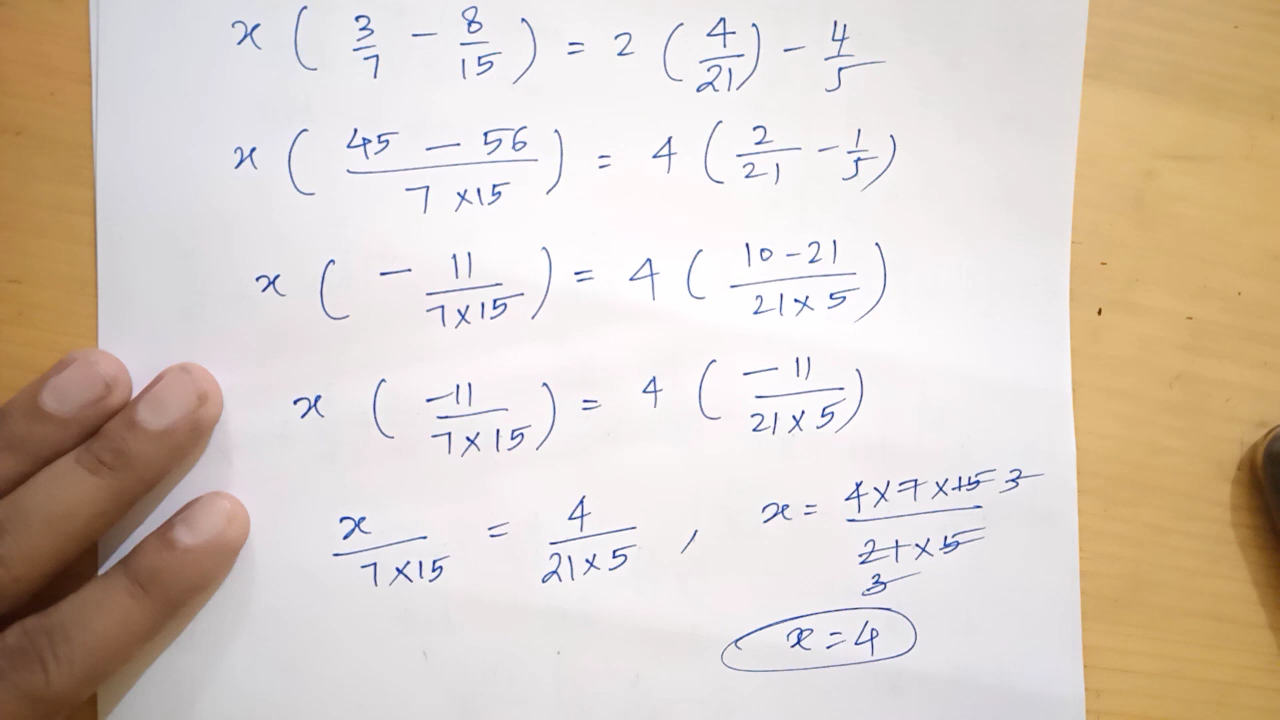 x ( 3/7 - 8/15 ) = 2 ( 4/21 ) - 4/5
x ( (45 - 56)/(7 × 15) ) = 4 ( 2/21 - 1/5 )
x ( - 11/(7 × 15) ) = 4 ( (10 - 21)/(21 × 5) )
x ( -11/(7 × 15) ) = 4 ( -11/(21 × 5) )
x/(7 × 15) = 4/(21 × 5) , x = (4 × 7 × 15 3)/(21 × 5 3)
x = 4